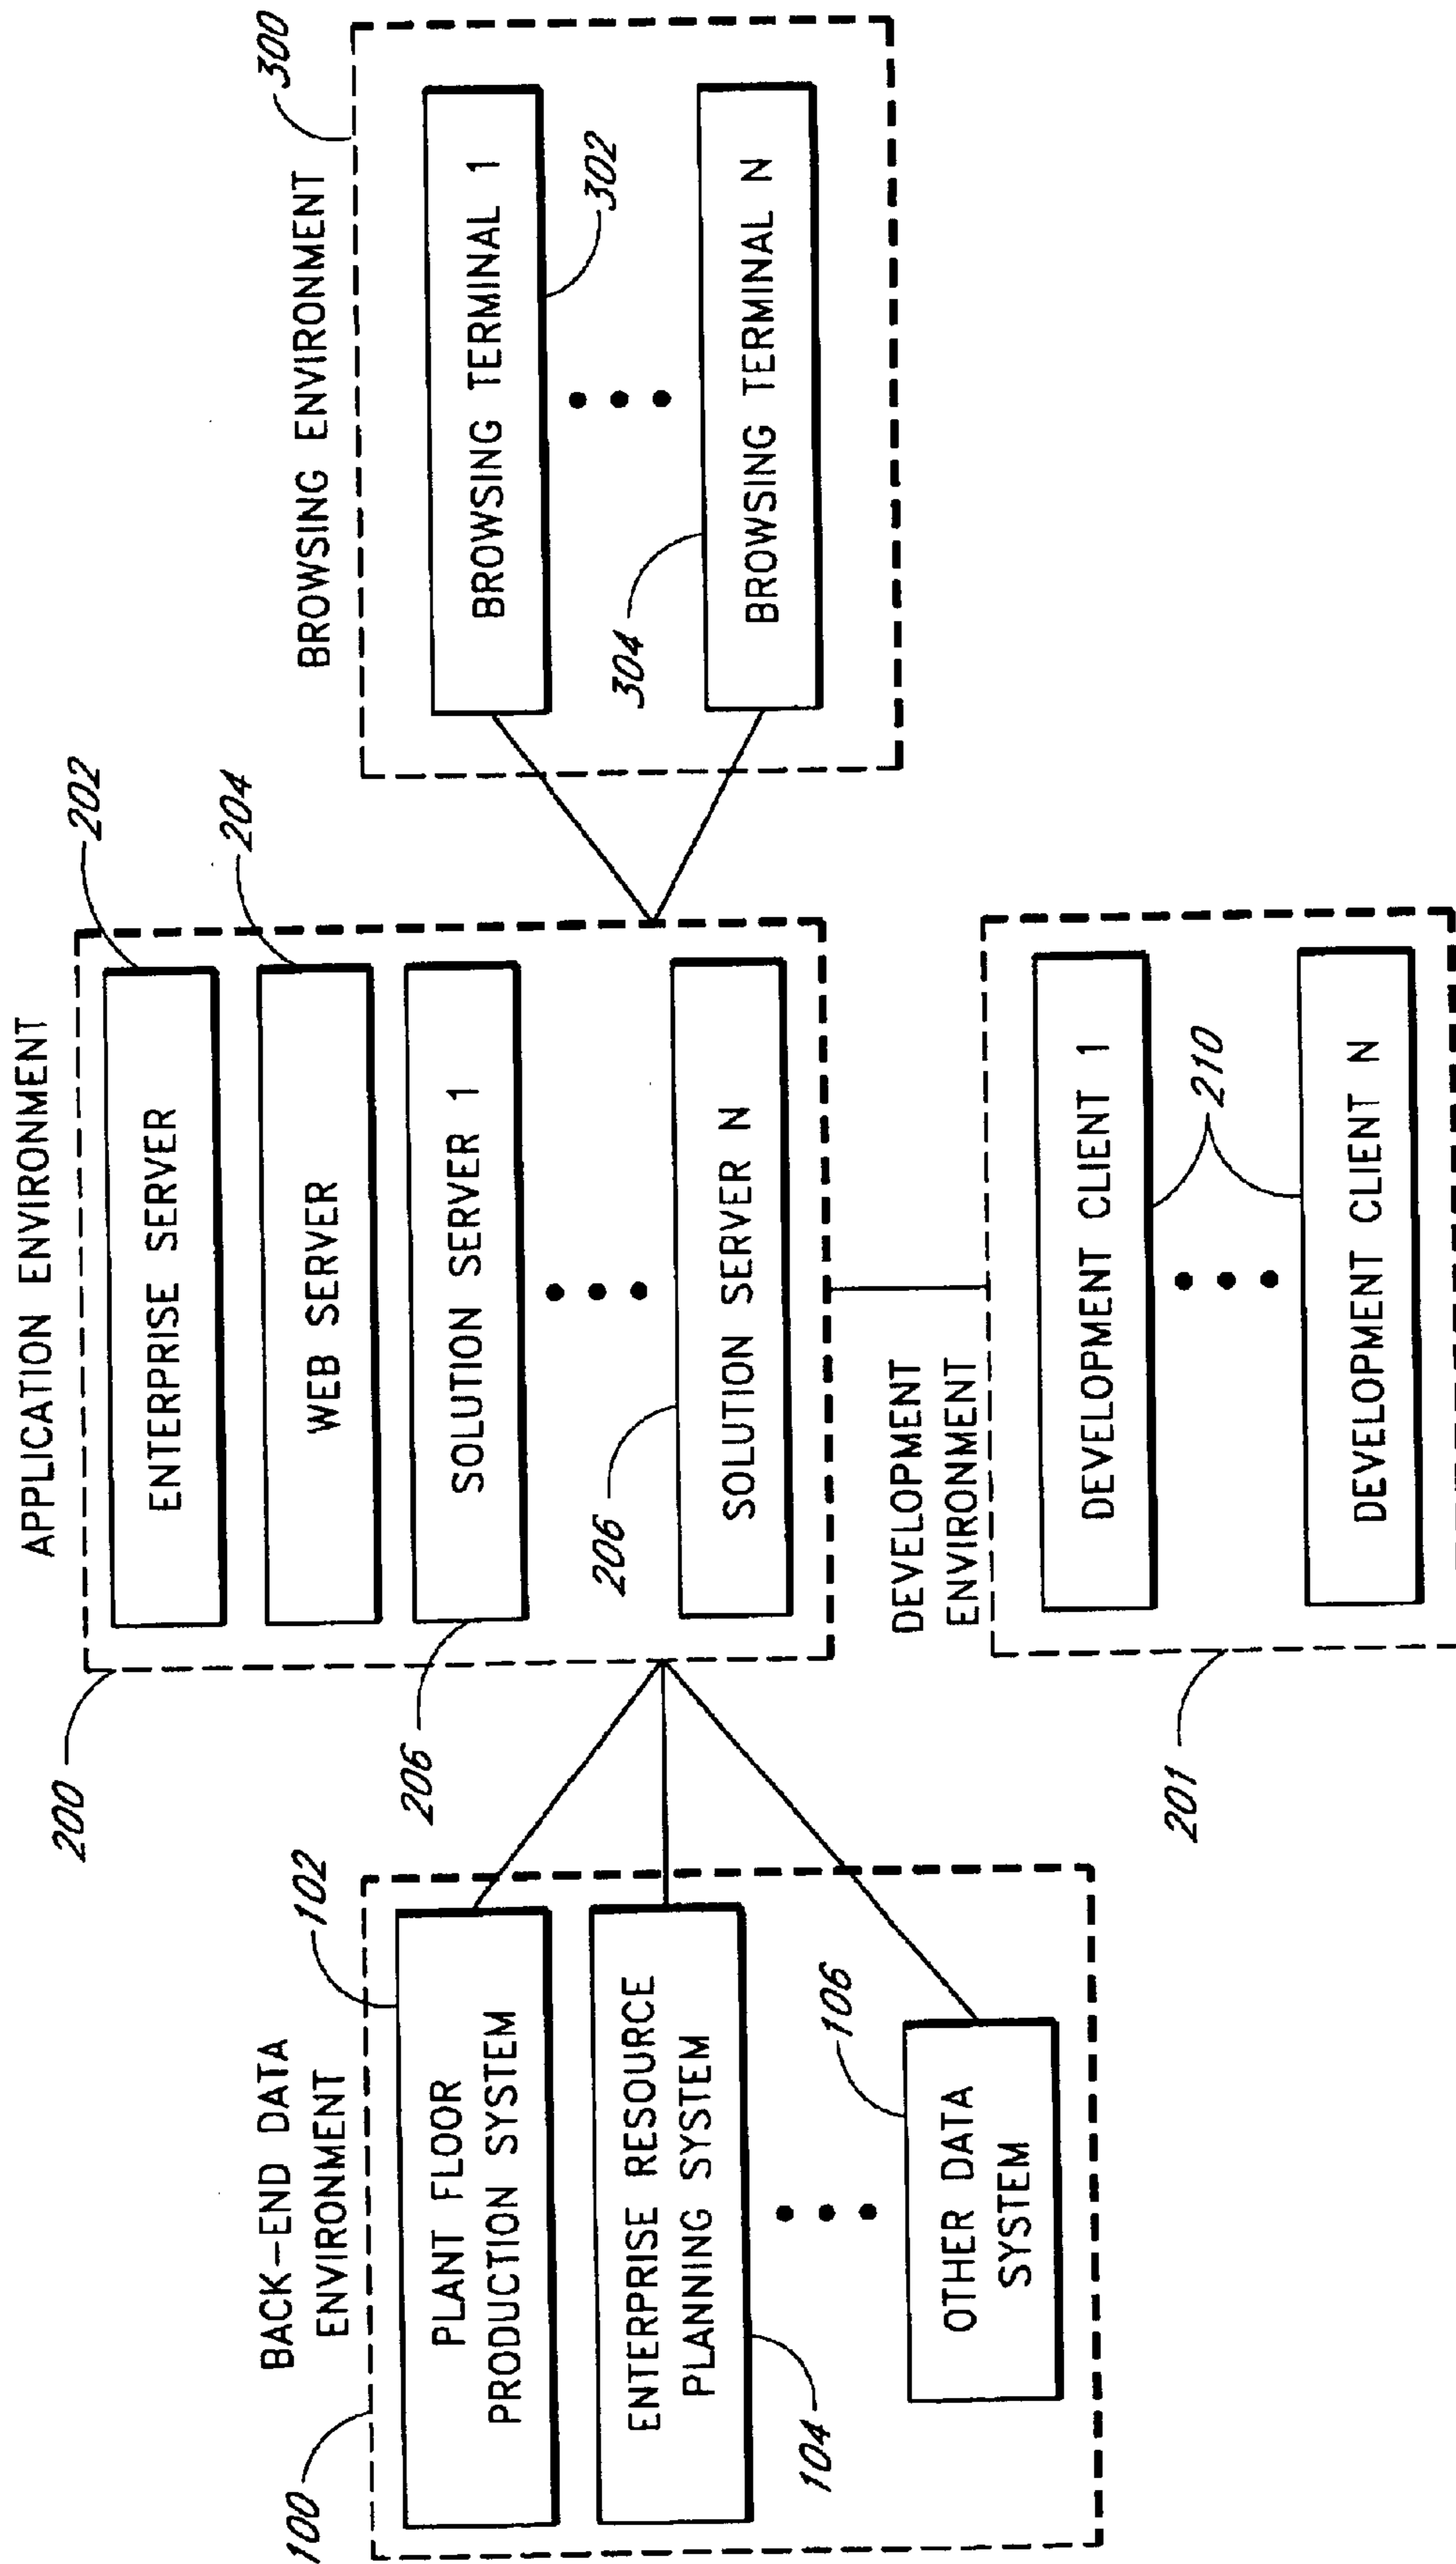 BACK-END DATA
ENVIRONMENT
100
102
PLANT FLOOR
PRODUCTION SYSTEM
ENTERPRISE RESOURCE
PLANNING SYSTEM
104
106
OTHER DATA
SYSTEM
APPLICATION ENVIRONMENT
200
202
ENTERPRISE SERVER
204
WEB SERVER
SOLUTION SERVER 1
206
206
SOLUTION SERVER N
DEVELOPMENT
ENVIRONMENT
201
DEVELOPMENT CLIENT 1
210
DEVELOPMENT CLIENT N
BROWSING ENVIRONMENT
300
BROWSING TERMINAL 1
302
304
BROWSING TERMINAL N